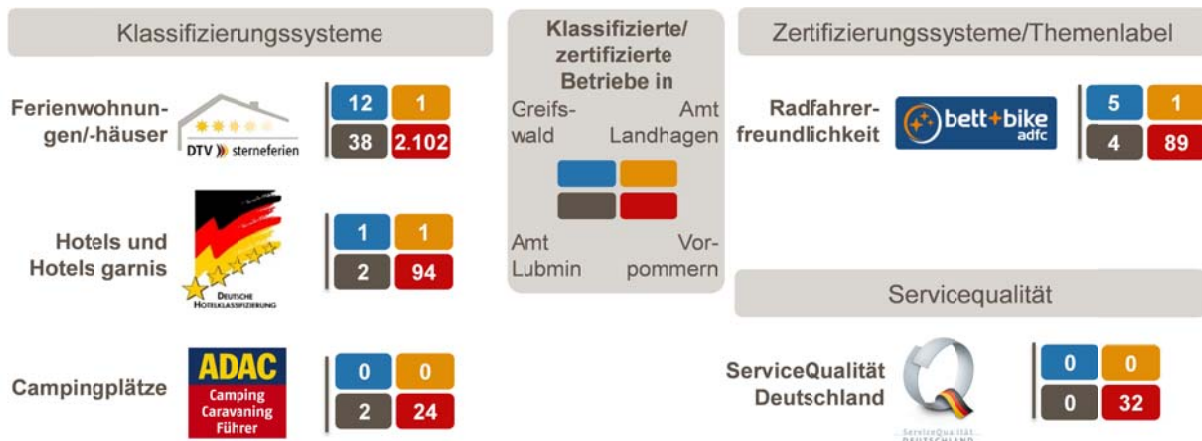 Klassifizierungssysteme
Ferienwohnun-
gen/-häuser
DTV sterneferien
12 1
38 2.102
Hotels und
Hotels garnis
DEUTSCHE
HOTELKLASSIFIZIERUNG
1 1
2 94
Campingplätze
ADAC
Camping
Caravaning
Führer
0 0
2 24
Klassifizierte/
zertifizierte
Betriebe in
Greifs-
wald
Amt
Landhagen
Amt
Lubmin
Vor-
pommern
Zertifizierungssysteme/Themenlabel
Radfahrer-
freundlichkeit
bett+bike
adfc
5 1
4 89
Servicequalität
ServiceQualität
Deutschland
ServiceQualität
DEUTSCHLAND
0 0
0 32